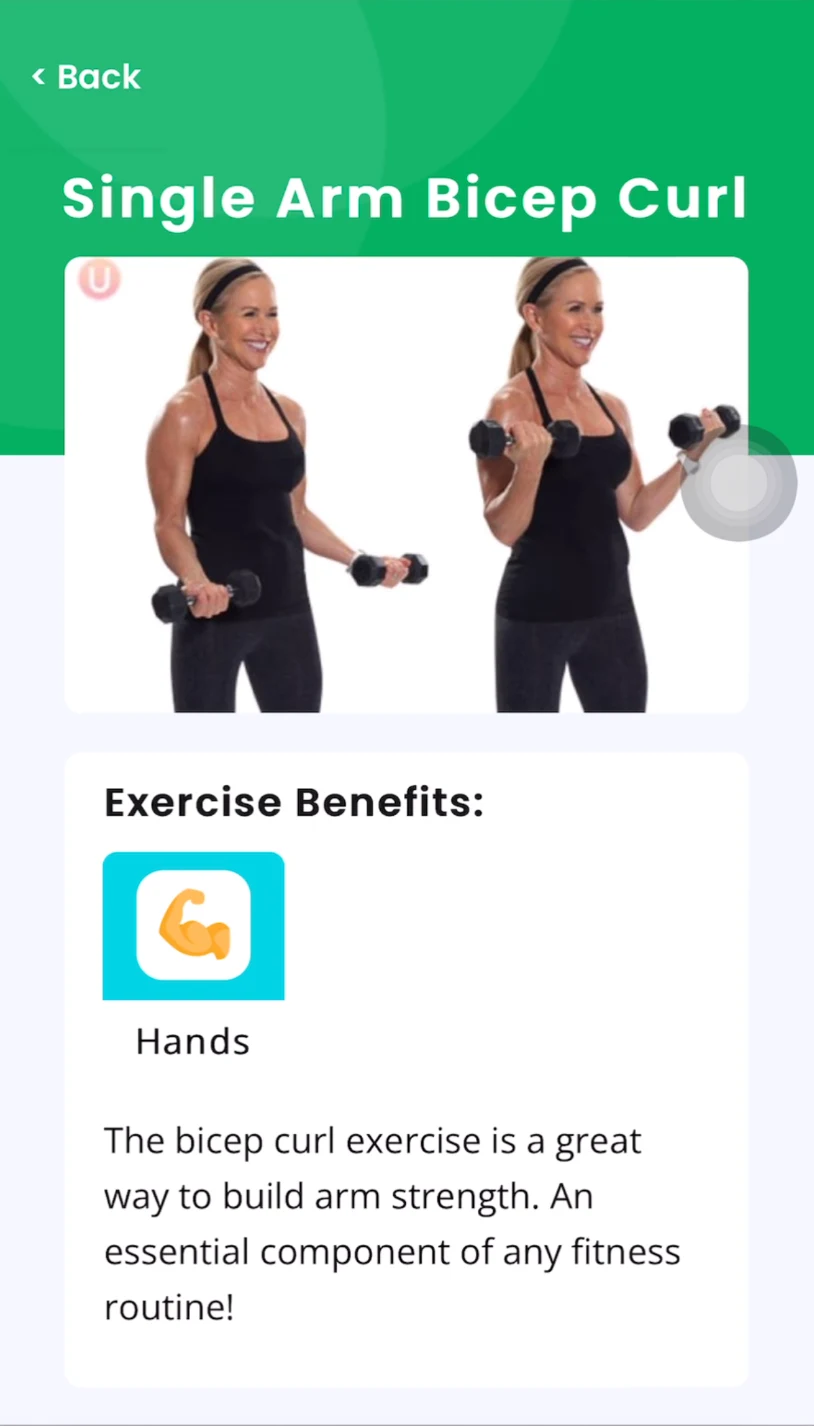 < Back
Single Arm Bicep Curl
U
Exercise Benefits:
Hands
The bicep curl exercise is a great
way to build arm strength. An
essential component of any fitness
routine!